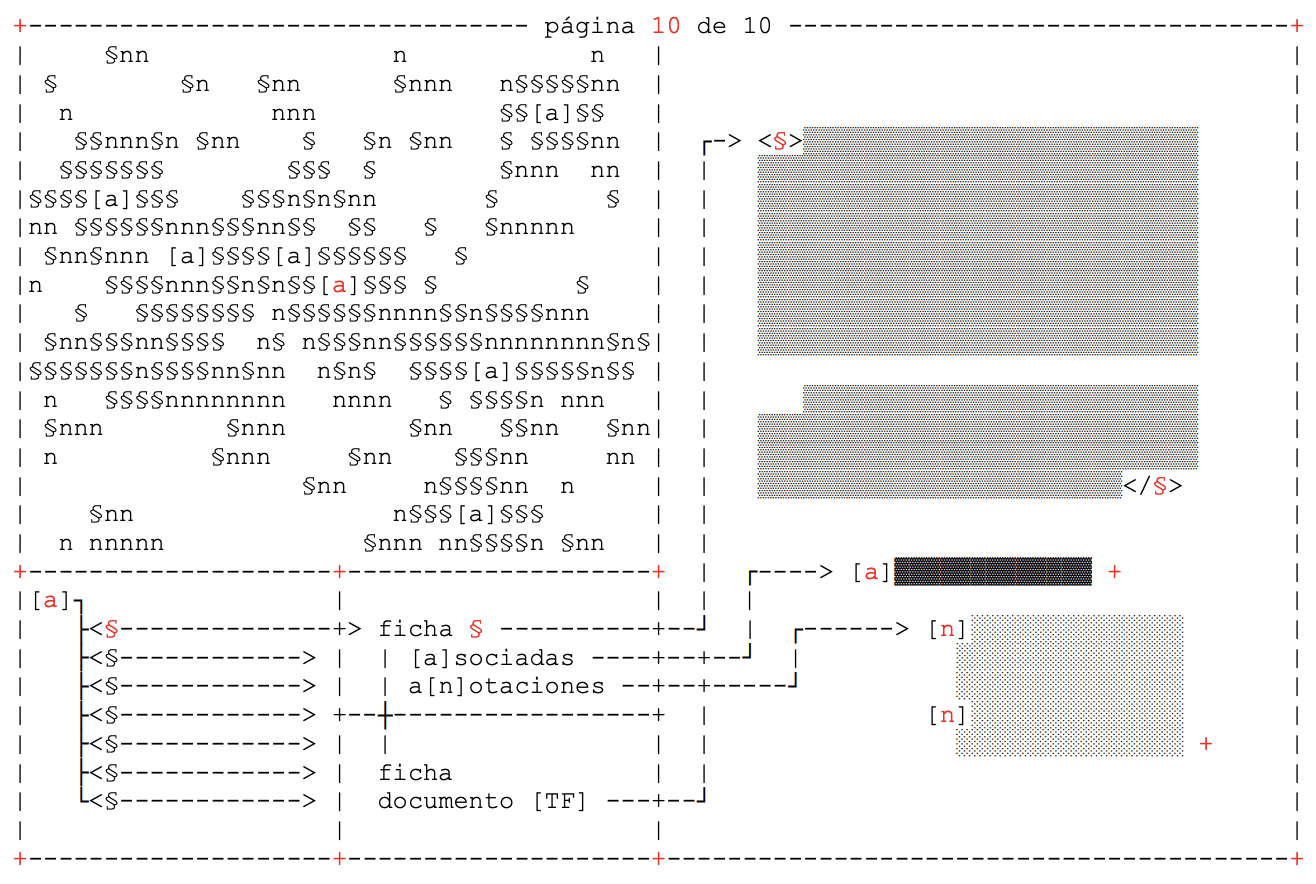 +--------------------------------- página 10 de 10 ---------------------------------+
§nn n n
§ §n §nn §nnn n§§§§§nn
n nnn §§[a]§§
§§nnn§n §nn § §n §nn § §§§§nn
┌-> <§>
§§§§§§§ §§§ § §nnn nn
§§§§[a]§§§ §§§n§n§nn § §
nn §§§§§§nnn§§§nn§§ §§ § §nnnnn
§nn§nnn [a]§§§§[a]§§§§§§ §
n §§§§nnn§§n§n§§[a]§§§ § §
§ §§§§§§§§ n§§§§§§nnnn§§n§§§§nnn
§nn§§§nn§§§§ n§ n§§§nn§§§§§§nnnnnnnn§n§
§§§§§§§n§§§§nn§nn n§n§ §§§§[a]§§§§§n§§
n §§§§nnnnnnnn nnnn § §§§§n nnn
§nnn §nnn §nn §§nn §nn
n §nnn §nn §§§nn nn
§nn n§§§§nn n
</§>
§nn n§§§[a]§§§
n nnnnn §nnn nn§§§§n §nn
[a]
<§--------------+> ficha § ---------+--┘
<§------------> | | [a]sociadas ----+--+--┘
<§------------> | | a[n]otaciones --+--+-----┘
<§------------> +--┼------------------+
<§------------> | |
<§------------> | ficha
<§------------> | documento [TF] ---+--┘
----> [a] +
------> [n]
[n]
+